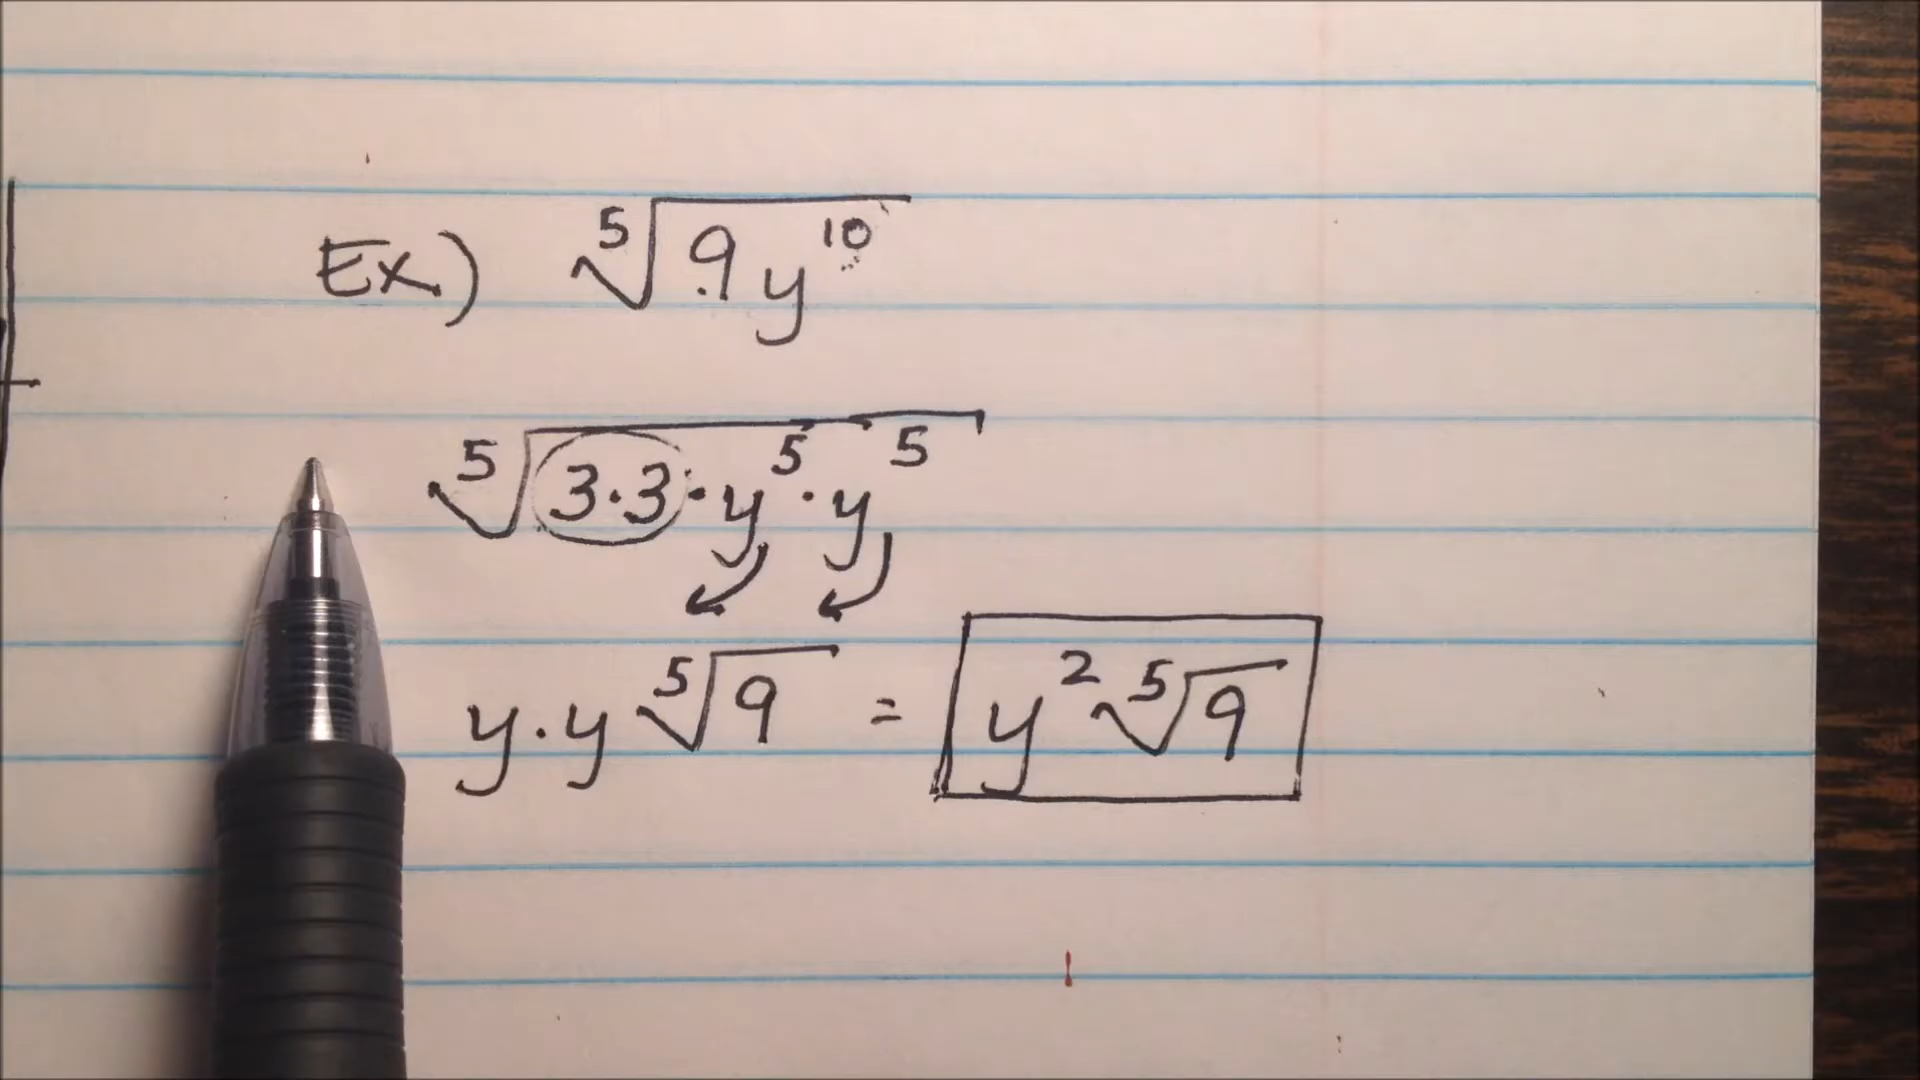 Ex.) ⁵√9y¹⁰
⁵√3·3·y⁵·y⁵
y·y ⁵√9 = y² ⁵√9